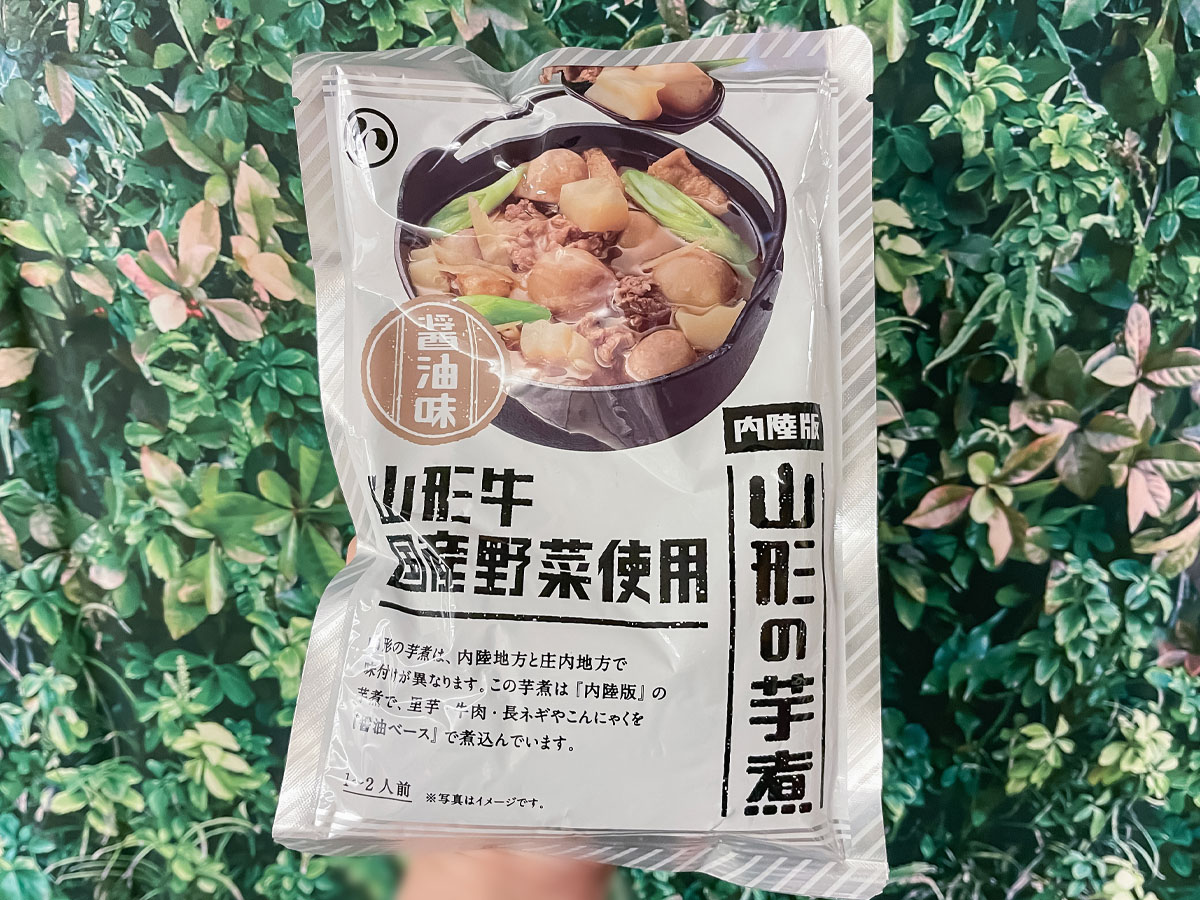 醤油味
内陸版
山形の芋煮
山形牛
国産野菜使用
山形の芋煮は、内陸地方と庄内地方で
味付けが異なります。この芋煮は『内陸版』の
芋煮で、里芋・牛肉・長ネギやこんにゃくを
『醤油ベース』で煮込んでいます。
1〜2人前
※写真はイメージです。